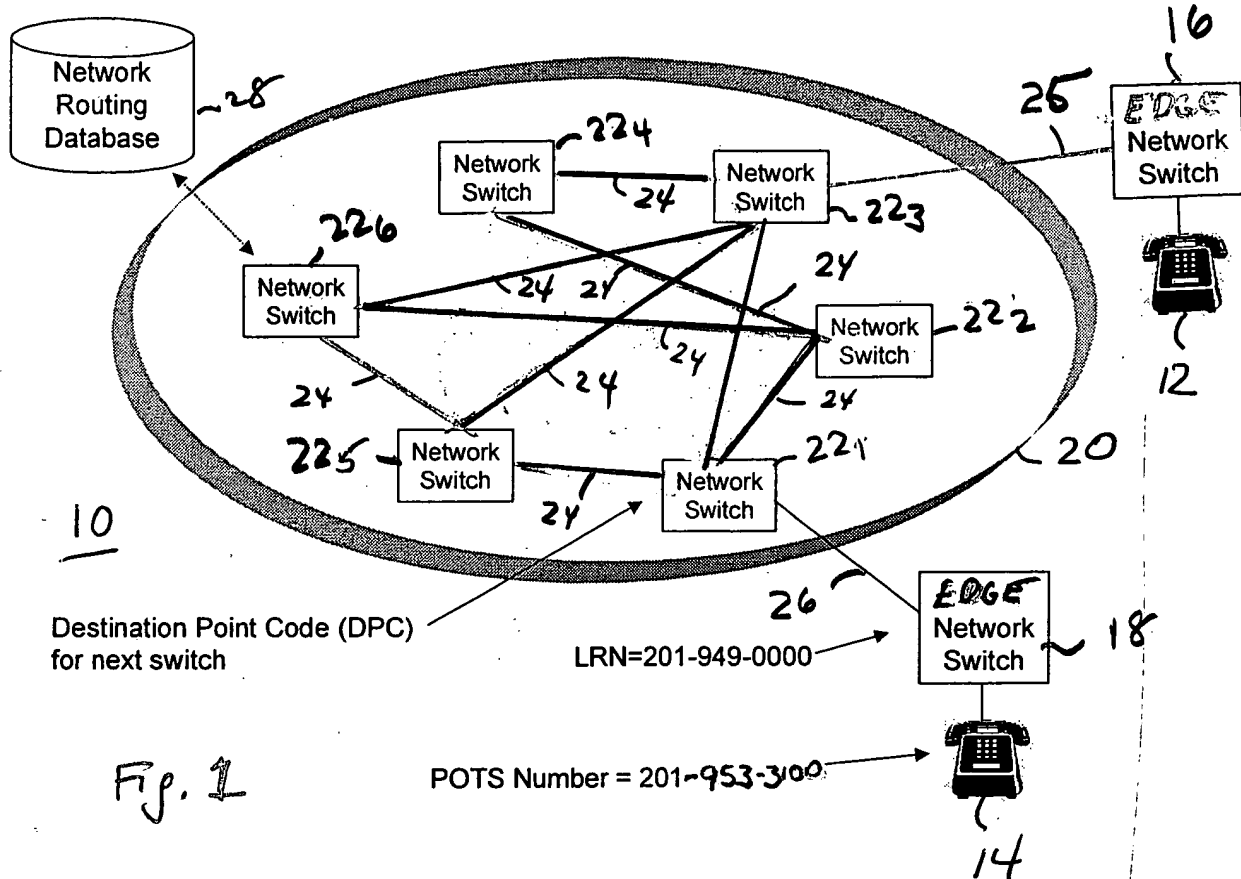 Network
Routing
Database
28
16
25
EDGE
Network
Switch
12
Network
Switch
224
24
Network
Switch
223
Network
Switch
226
24
24
24
24
24
24
24
Network
Switch
222
Network
Switch
225
24
Network
Switch
221
20
10
26
Destination Point Code (DPC)
for next switch
LRN=201-949-0000
EDGE
Network
Switch
18
Fig. 1
POTS Number = 201-953-3100
14